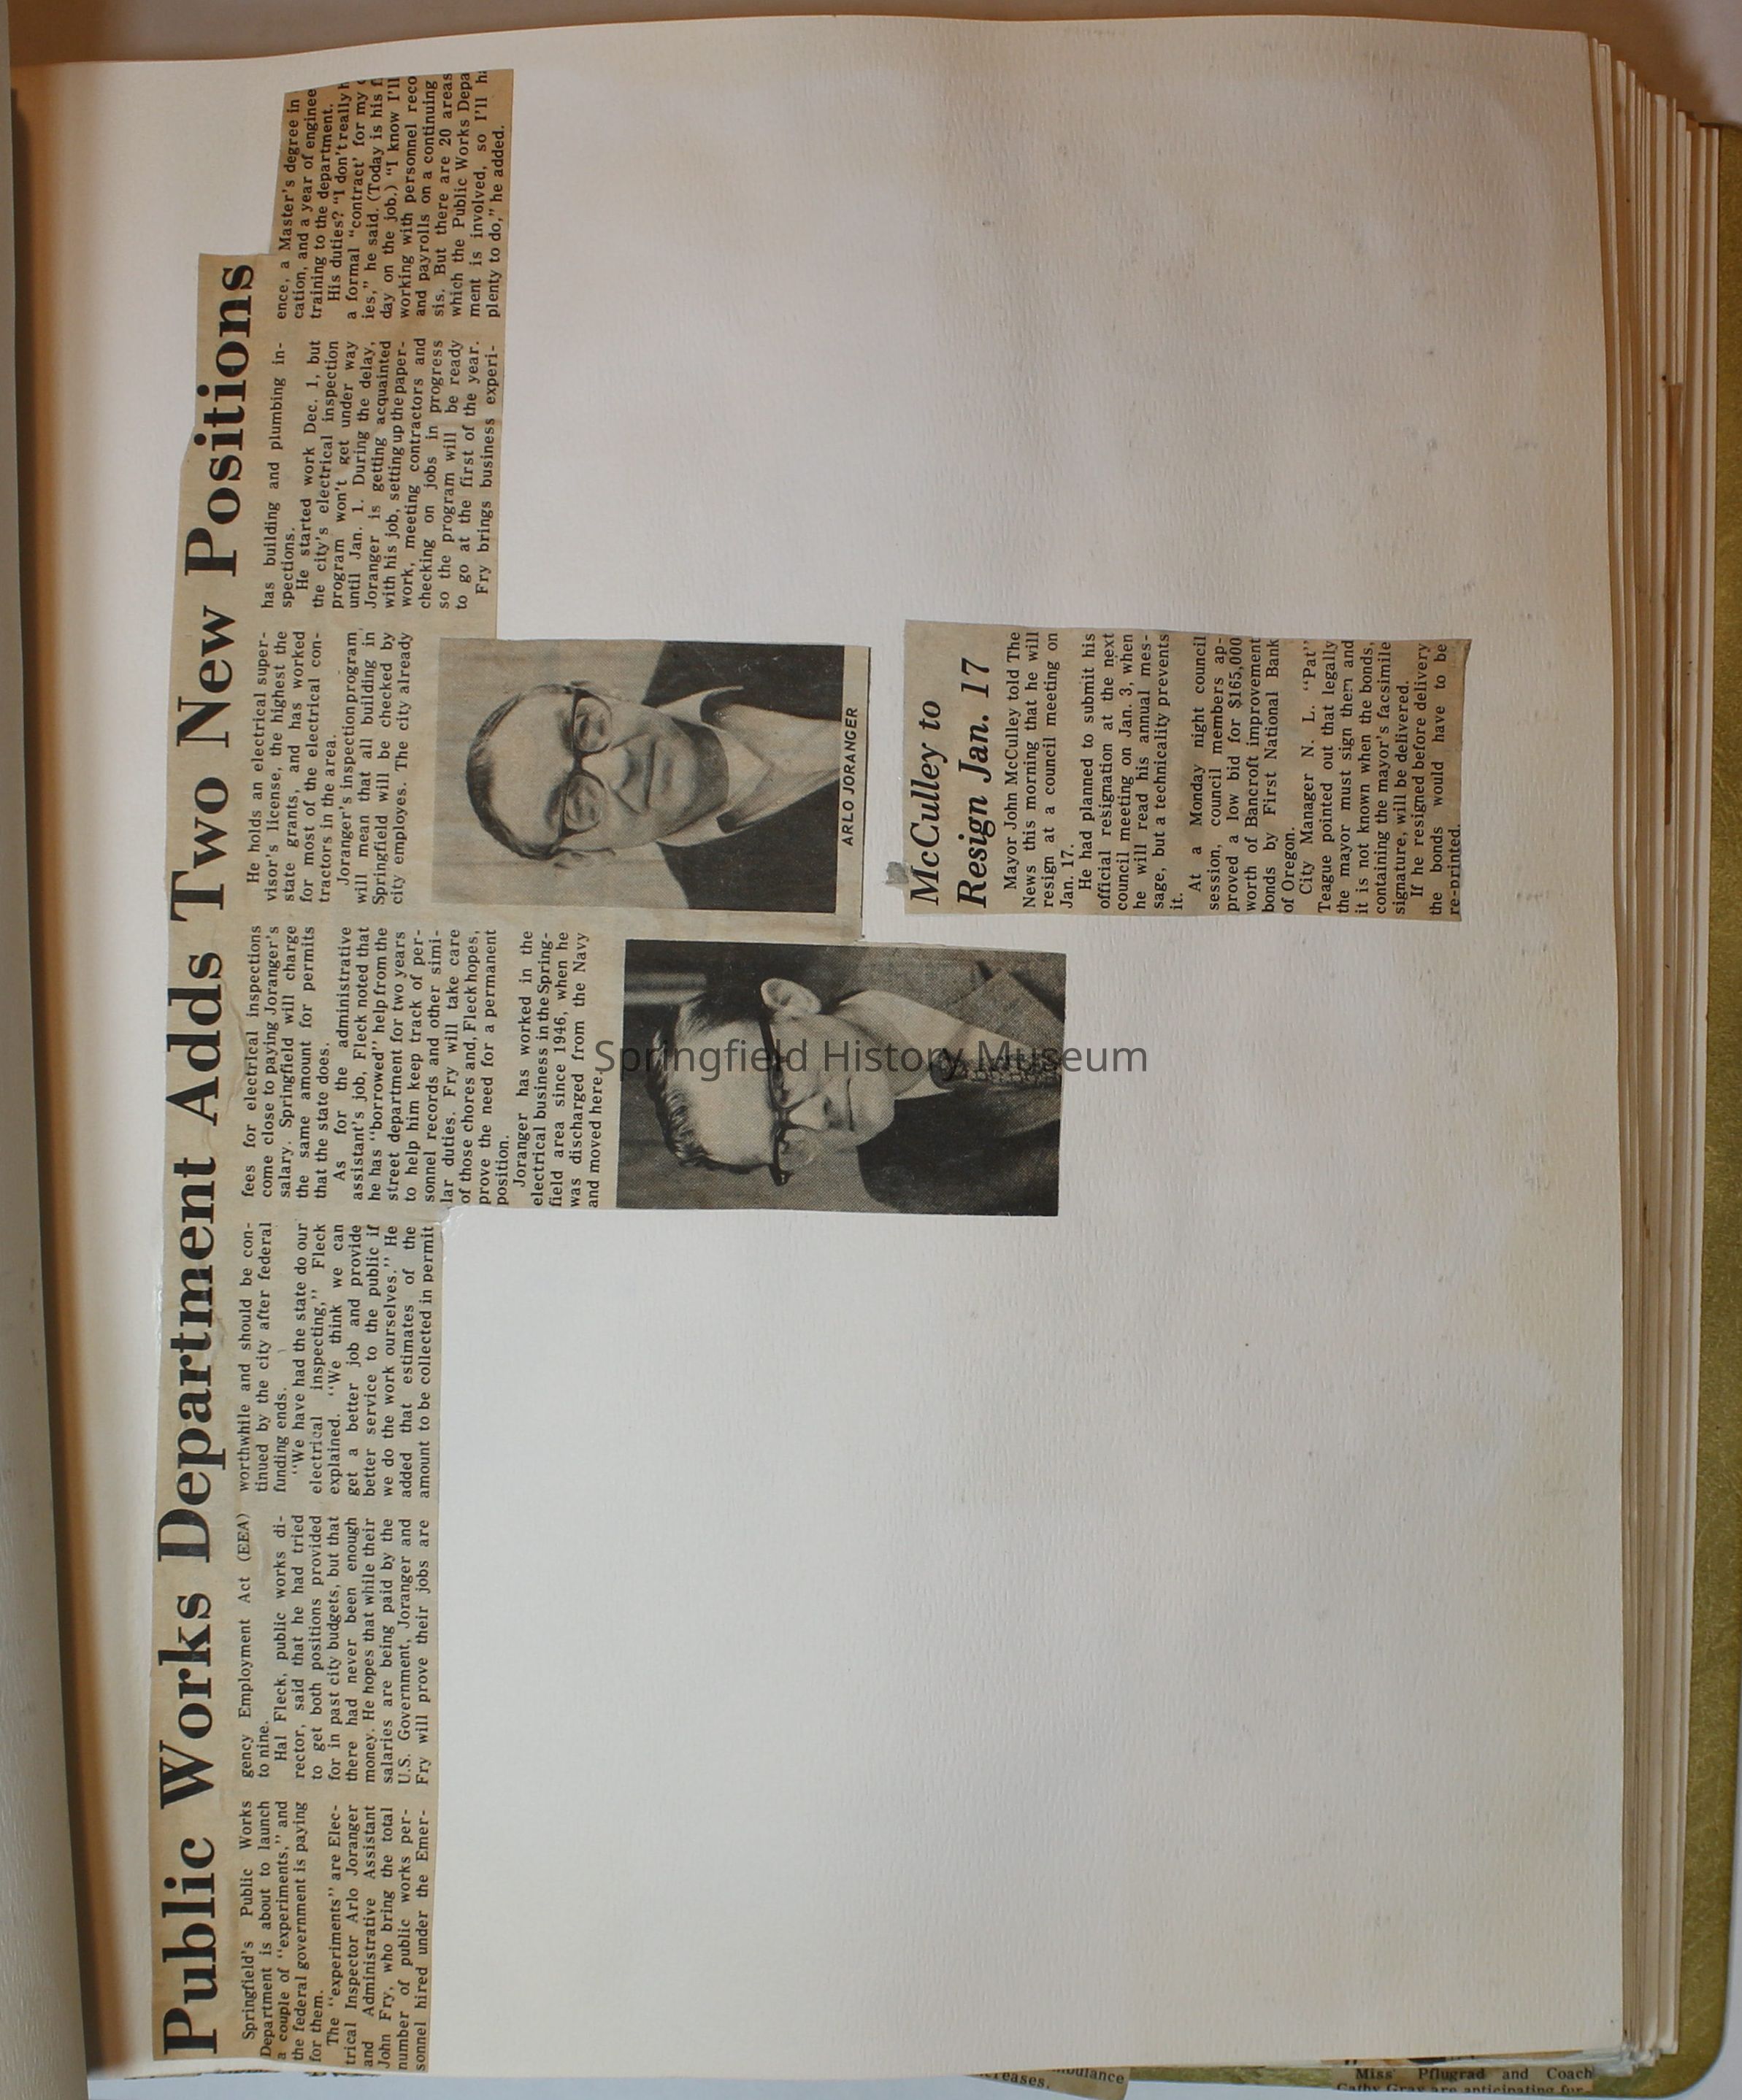 Public Works Department Adds Two New Positions
Springfield's Public Works
Department is about to launch
a couple of "experiments," and
the federal government is paying
for them.
The "experiments" are Elec-
trical Inspector Arlo Joranger
and Administrative Assistant
John Fry, who bring the total
number of public works per-
sonnel hired under the Emer-
gency Employment Act (EEA)
to nine.
Hal Fleck, public works di-
rector, said that he had tried
to get both positions provided
for in past city budgets, but that
there had never been enough
money. He hopes that while their
salaries are being paid by the
U.S. Government, Joranger and
Fry will prove their jobs are
worthwhile and should be con-
tinued by the city after federal
funding ends.
"We have had the state do our
electrical inspecting," Fleck
explained. "We think we can
get a better job and provide
better service to the public if
we do the work ourselves." He
added that estimates of the
amount to be collected in permit
fees for electrical inspections
come close to paying Joranger's
salary. Springfield will charge
the same amount for permits
that the state does.
As for the administrative
assistant's job, Fleck noted that
he has "borrowed" help from the
street department for two years
to help him keep track of per-
sonnel records and other simi-
lar duties. Fry will take care
of those chores and, Fleck hopes,
prove the need for a permanent
position.
Joranger has worked in the
electrical business in the Spring-
field area since 1946, when he
was discharged from the Navy
and moved here.
He holds an electrical super-
visor's license, the highest the
state grants, and has worked
for most of the electrical con-
tractors in the area.
Joranger's inspection program
will mean that all building in
Springfield will be checked by
city employes. The city already
has building and plumbing in-
spections.
He started work Dec. 1, but
the city's electrical inspection
program won't get under way
until Jan. 1. During the delay,
Joranger is getting acquainted
with his job, setting up the paper-
work, meeting contractors and
checking on jobs in progress
so the program will be ready
to go at the first of the year.
Fry brings business experi-
ence, a Master's degree in
cation, and a year of enginee
training to the department.
His duties? "I don't really h
a formal "contract' for my
ies," he said. (Today is his f
day on the job.) "I know I'll
working with personnel reco
and payrolls on a continuing
sis. But there are 20 areas
which the Public Works Depa
ment is involved, so I'll ha
plenty to do," he added.
ARLO JORANGER
McCulley to
Resign Jan. 17
Mayor John McCulley told The
News this morning that he will
resign at a council meeting on
Jan. 17.
He had planned to submit his
official resignation at the next
council meeting on Jan. 3, when
he will read his annual mes-
sage, but a technicality prevents
it.
At a Monday night council
session, council members ap-
proved a low bid for $165,000
worth of Bancroft improvement
bonds by First National Bank
of Oregon.
City Manager N. L. "Pat"
Teague pointed out that legally
the mayor must sign them and
it is not known when the bonds,
containing the mayor's facsimile
signature, will be delivered.
If he resigned before delivery
the bonds would have to be
re-printed.
Springfield History Museum
creases.
bulance
Miss Pflugrad and Coach
Cathy Gray are anticipating for-